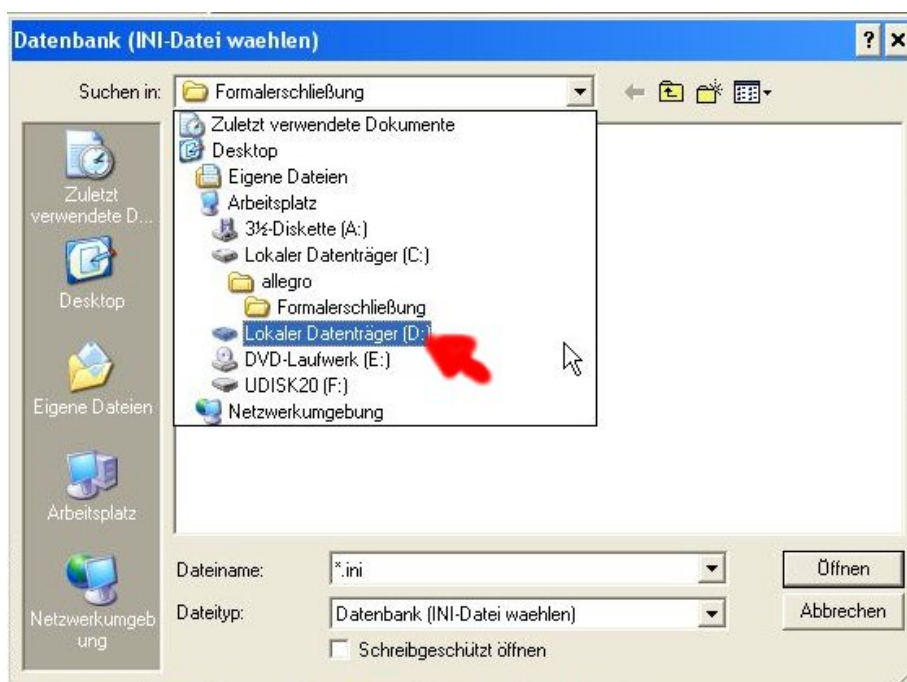 Datenbank (INI-Datei waehlen)
Suchen in:
Formalerschließung
Zuletzt verwendete Dokumente
Desktop
Eigene Dateien
Arbeitsplatz
3½-Diskette (A:)
Lokaler Datenträger (C:)
allegro
Formalerschließung
Lokaler Datenträger (D:)
DVD-Laufwerk (E:)
UDISK20 (F:)
Netzwerkumgebung
Zuletzt
verwendete D...
Desktop
Eigene Dateien
Arbeitsplatz
Netzwerkumgeb
ung
Dateiname:
*.ini
Öffnen
Dateityp:
Datenbank (INI-Datei waehlen)
Abbrechen
Schreibgeschützt öffnen